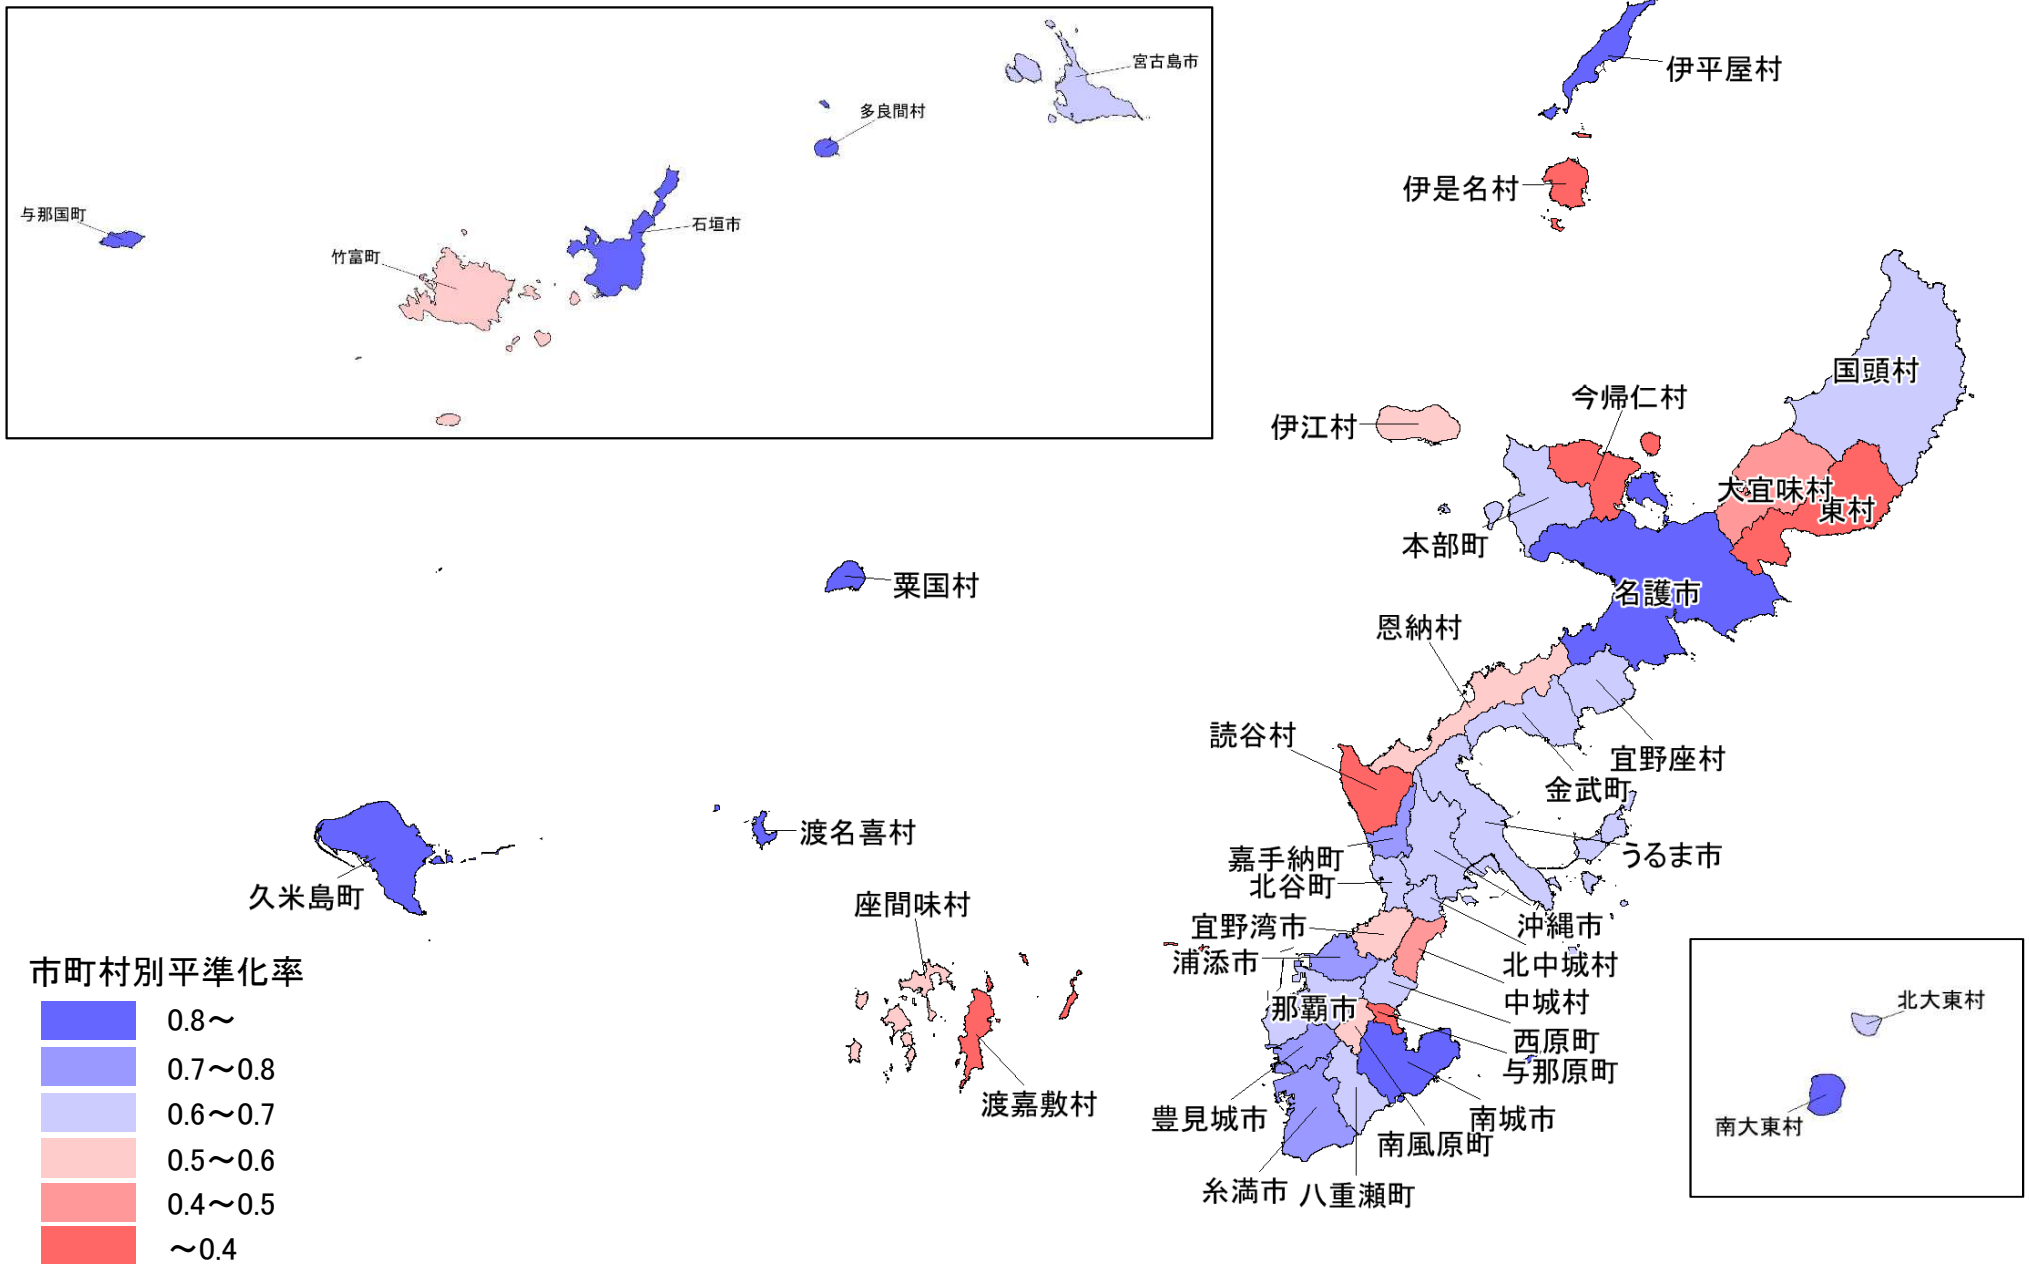 宮古島市
多良間村
与那国町
石垣市
竹富町
伊平屋村
伊是名村
国頭村
今帰仁村
伊江村
大宜味村
東村
本部町
粟国村
名護市
恩納村
読谷村
宜野座村
金武町
渡名喜村
うるま市
嘉手納町
北谷町
久米島町
座間味村
宜野湾市
沖縄市
浦添市
北中城村
中城村
那覇市
西原町
与那原町
渡嘉敷村
豊見城市
南城市
南風原町
糸満市
八重瀬町
北大東村
南大東村
市町村別平準化率
0.8～
0.7～0.8
0.6～0.7
0.5～0.6
0.4～0.5
～0.4